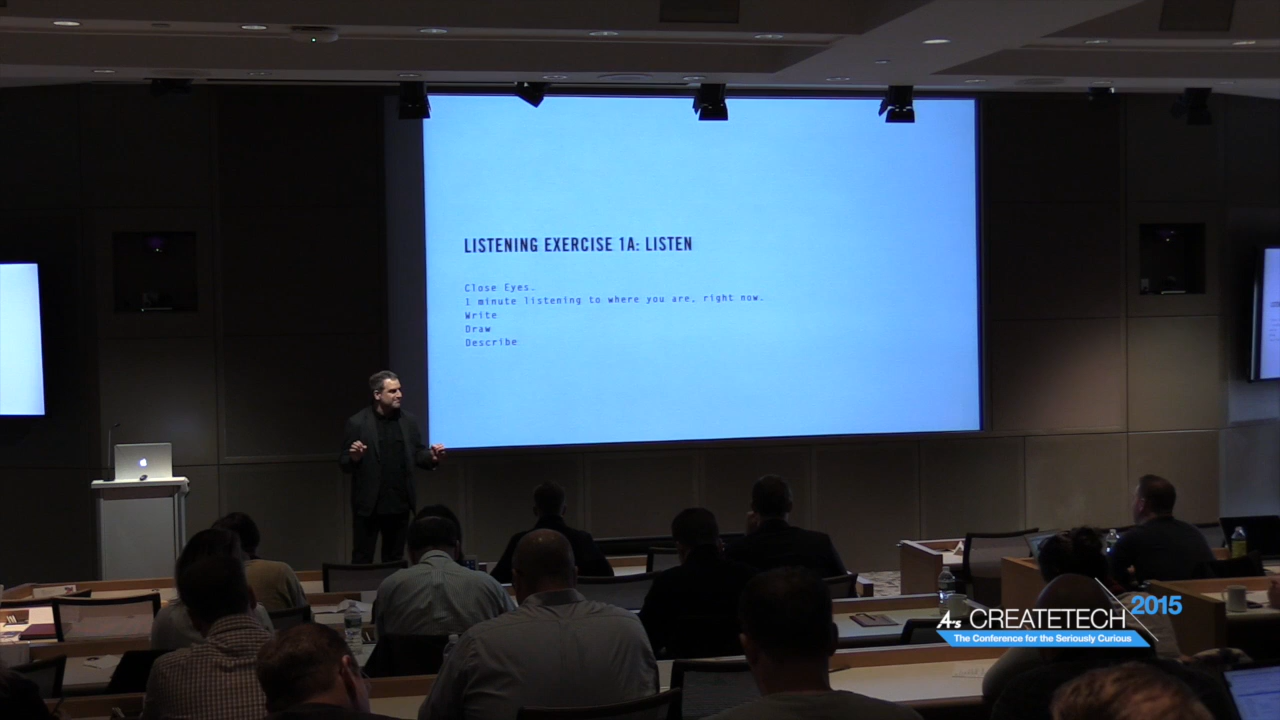 LISTENING EXERCISE 1A: LISTEN
Close Eyes.
1 minute listening to where you are, right now.
Write
Draw
Describe
4A's CREATETECH 2015
The Conference for the Seriously Curious